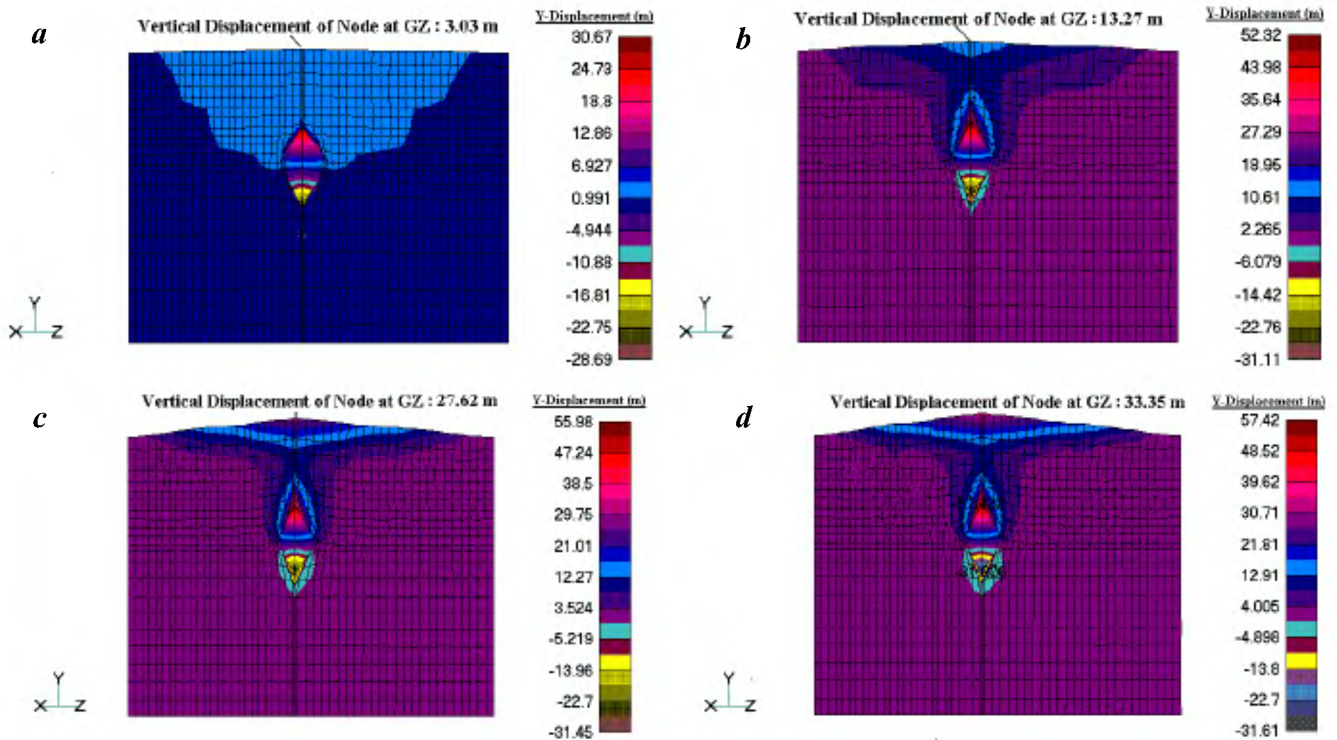 a
Vertical Displacement of Node at GZ : 3.03 m
Y-Displacement (m)
30.67
24.73
18.8
12.86
6.927
0.991
-4.944
-10.88
-16.81
-22.75
-28.69
Y
X Z
b
Vertical Displacement of Node at GZ : 13.27 m
Y-Displacement (m)
52.32
43.98
35.64
27.29
18.95
10.61
2.265
-6.079
-14.42
-22.76
-31.11
Y
X Z
c
Vertical Displacement of Node at GZ : 27.62 m
Y-Displacement (m)
55.98
47.24
38.5
29.75
21.01
12.27
3.524
-5.219
-13.96
-22.7
-31.45
Y
X Z
d
Vertical Displacement of Node at GZ : 33.35 m
Y-Displacement (m)
57.42
48.52
39.62
30.71
21.81
12.91
4.005
-4.898
-13.8
-22.7
-31.61
Y
X Z